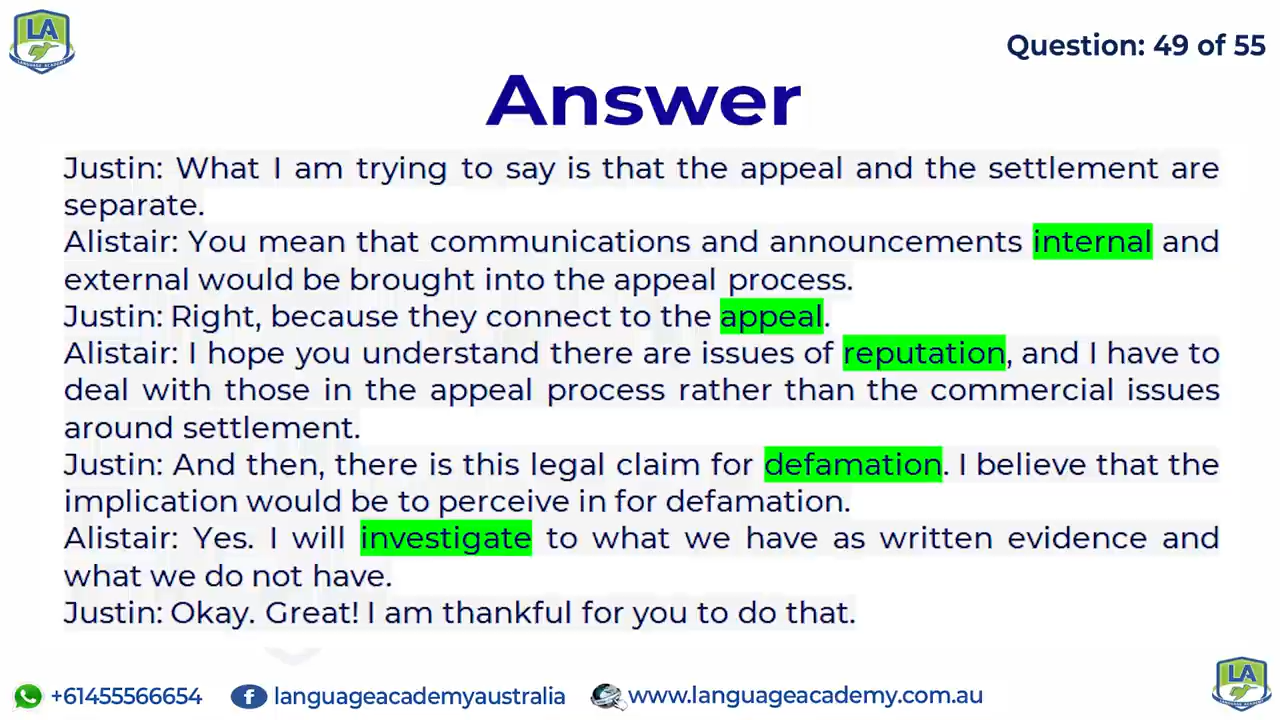 LA
LANGUAGE ACADEMY
Question: 49 of 55
Answer
Justin: What I am trying to say is that the appeal and the settlement are
separate.
Alistair: You mean that communications and announcements internal and
external would be brought into the appeal process.
Justin: Right, because they connect to the appeal.
Alistair: I hope you understand there are issues of reputation, and I have to
deal with those in the appeal process rather than the commercial issues
around settlement.
Justin: And then, there is this legal claim for defamation. I believe that the
implication would be to perceive in for defamation.
Alistair: Yes. I will investigate to what we have as written evidence and
what we do not have.
Justin: Okay. Great! I am thankful for you to do that.
+61455566654
languageacademyaustralia
www.languageacademy.com.au
LA
LANGUAGE ACADEMY